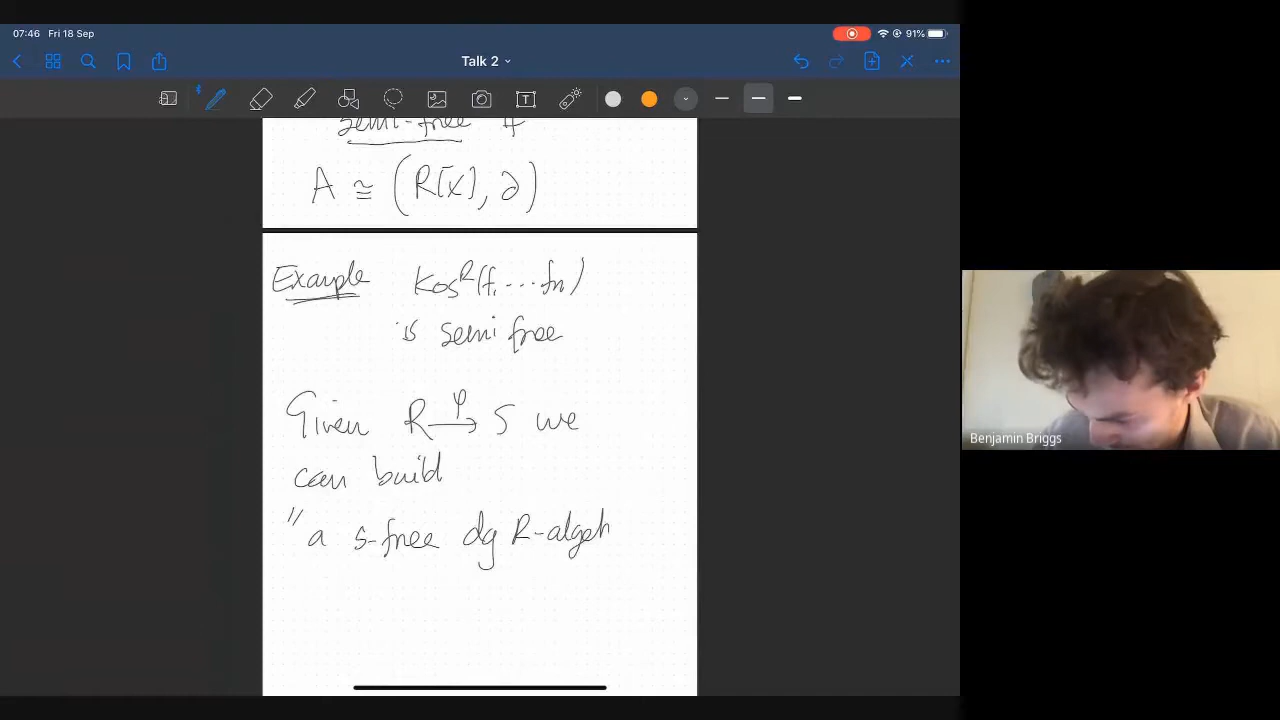 07:46 Fri 18 Sep
91%
Talk 2
semi-free if
A ≅ (R[X], ∂)
Example Kos^R(f₁ ... fn)
is semi free
Given R →^φ S we
can build
"a s-free dg R-algeb
Benjamin Briggs